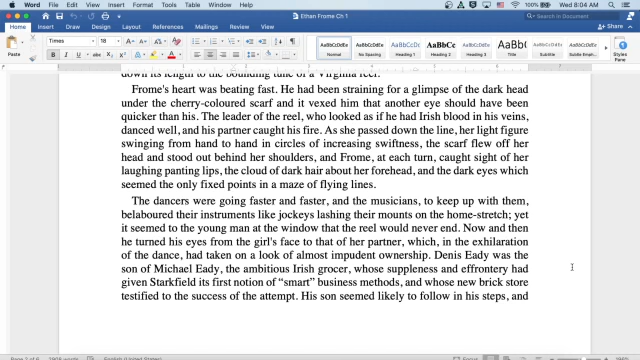 Word File Edit View Insert Format Tools Table Window Help
100% Wed 8:04 AM
Ethan Frome Ch 1
Search in Document
Home Insert Draw Design Layout References Mailings Review View
Share
Paste
Times 18
Normal
No Spacing
Heading 1
Heading 2
Heading 3
Heading 4
Title
Subtitle
Subtle Emph...
Styles Pane
down its length to the bounding tune of a Virginia reel.
Frome's heart was beating fast. He had been straining for a glimpse of the dark head
under the cherry-coloured scarf and it vexed him that another eye should have been
quicker than his. The leader of the reel, who looked as if he had Irish blood in his veins,
danced well, and his partner caught his fire. As she passed down the line, her light figure
swinging from hand to hand in circles of increasing swiftness, the scarf flew off her
head and stood out behind her shoulders, and Frome, at each turn, caught sight of her
laughing panting lips, the cloud of dark hair about her forehead, and the dark eyes which
seemed the only fixed points in a maze of flying lines.
The dancers were going faster and faster, and the musicians, to keep up with them,
belaboured their instruments like jockeys lashing their mounts on the home-stretch; yet
it seemed to the young man at the window that the reel would never end. Now and then
he turned his eyes from the girl's face to that of her partner, which, in the exhilaration
of the dance, had taken on a look of almost impudent ownership. Denis Eady was the
son of Michael Eady, the ambitious Irish grocer, whose suppleness and effrontery had
given Starkfield its first notion of “smart” business methods, and whose new brick store
testified to the success of the attempt. His son seemed likely to follow in his steps, and
English (United States)
Focus